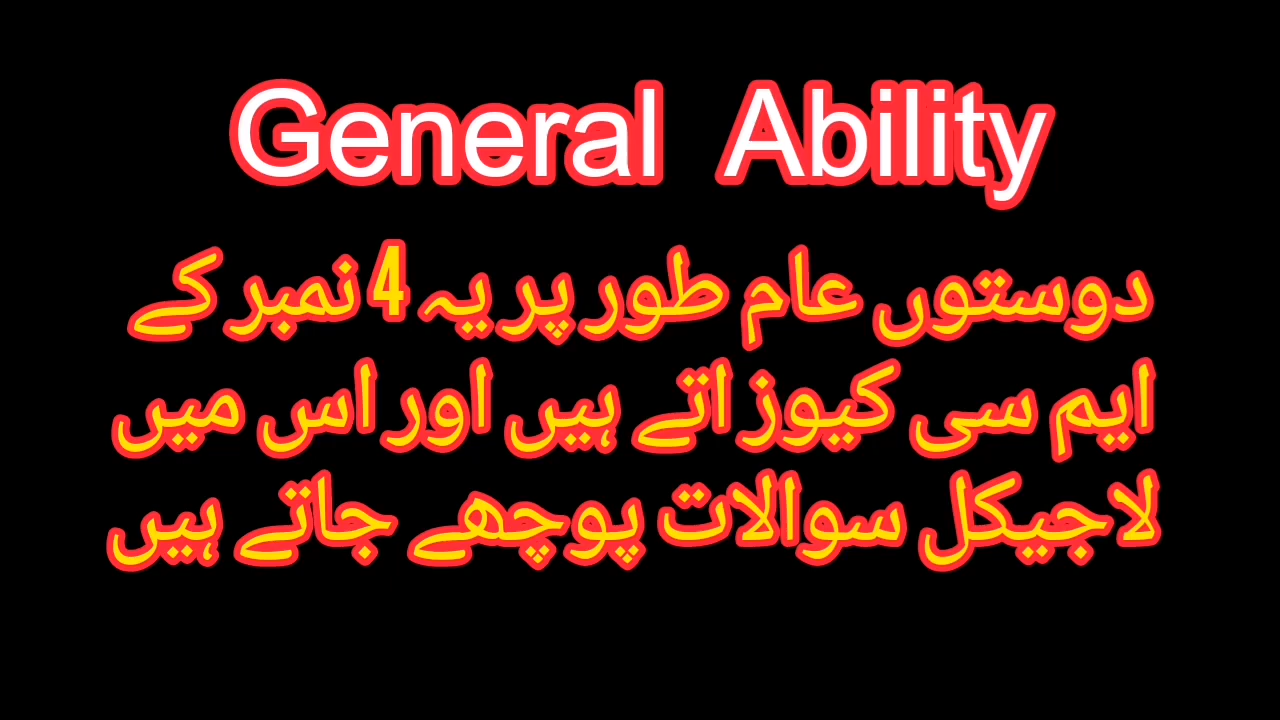 General Ability
دوستوں عام طور پر یہ 4 نمبر کے
ایم سی کیوز اتے ہیں اور اس میں
لاجیکل سوالات پوچھے جاتے ہیں